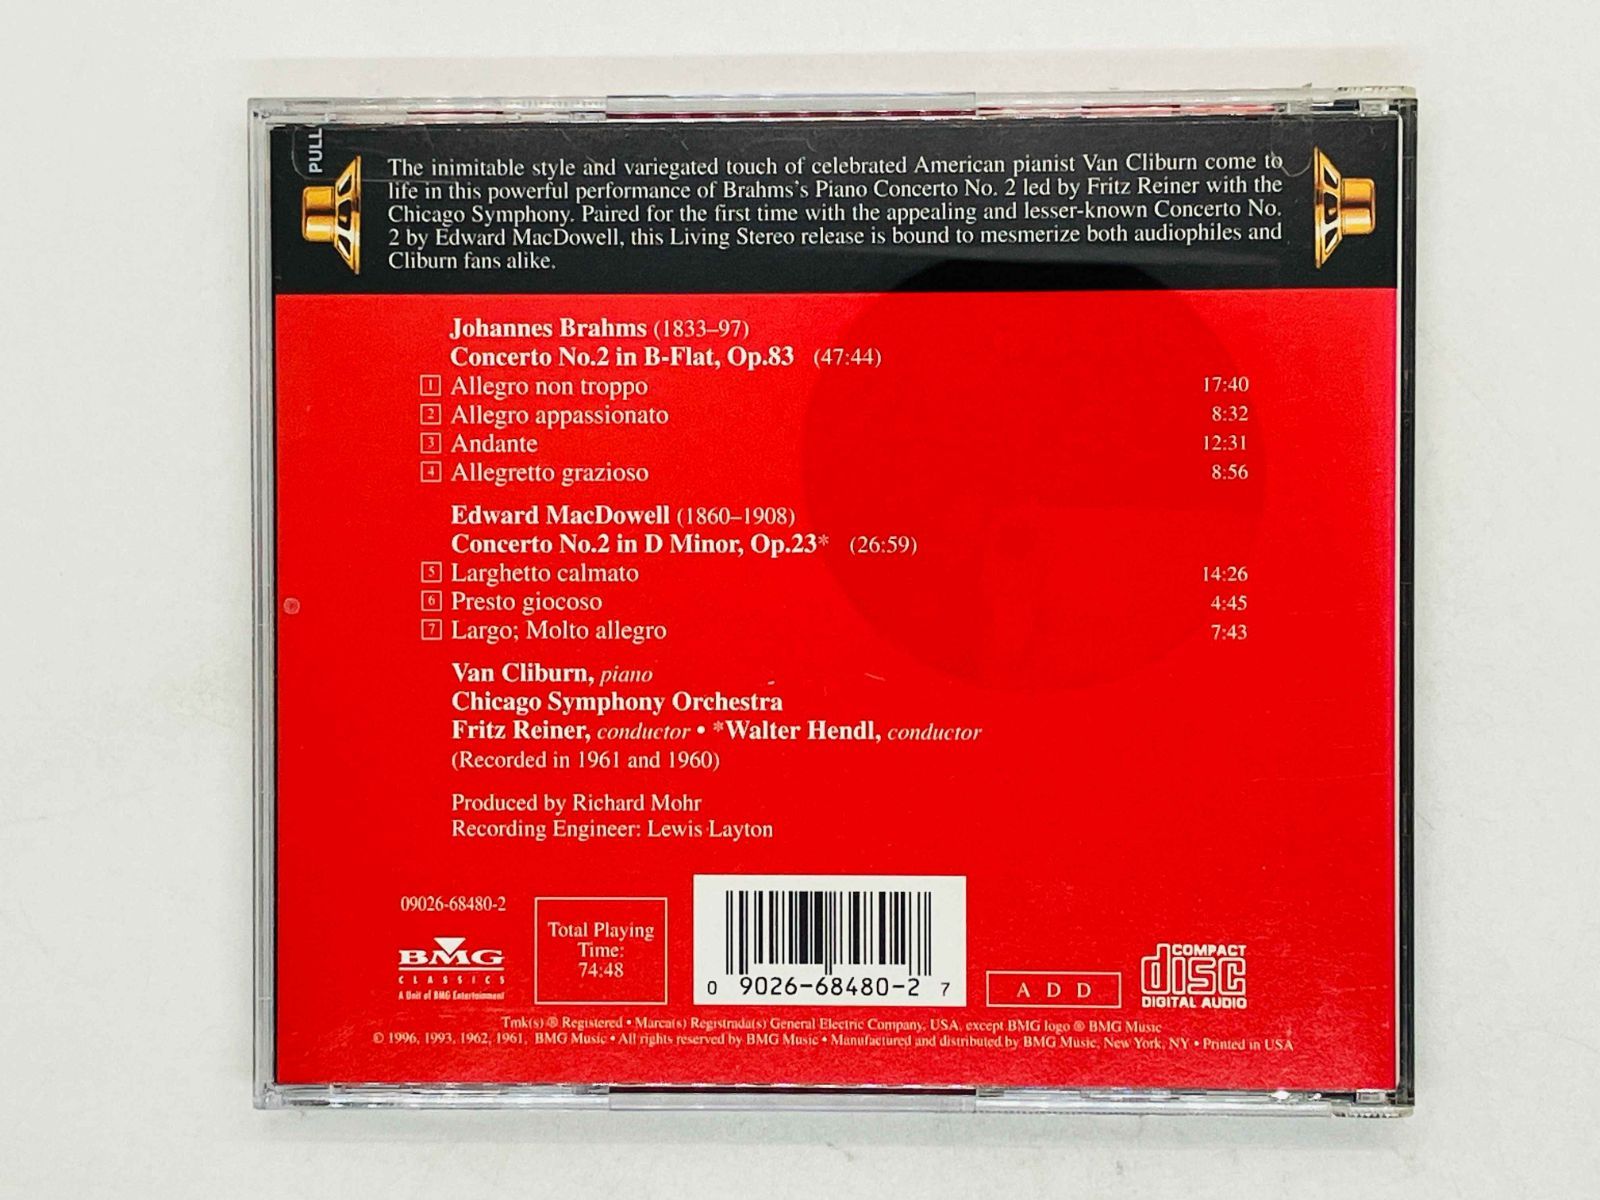 PULL
The inimitable style and variegated touch of celebrated American pianist Van Cliburn come to
life in this powerful performance of Brahms's Piano Concerto No. 2 led by Fritz Reiner with the
Chicago Symphony. Paired for the first time with the appealing and lesser-known Concerto No.
2 by Edward MacDowell, this Living Stereo release is bound to mesmerize both audiophiles and
Cliburn fans alike.
Johannes Brahms (1833–97)
Concerto No.2 in B-Flat, Op.83 (47:44)
1 Allegro non troppo 17:40
2 Allegro appassionato 8:32
3 Andante 12:31
4 Allegretto grazioso 8:56
Edward MacDowell (1860–1908)
Concerto No.2 in D Minor, Op.23* (26:59)
5 Larghetto calmato 14:26
6 Presto giocoso 4:45
7 Largo; Molto allegro 7:43
Van Cliburn, piano
Chicago Symphony Orchestra
Fritz Reiner, conductor • *Walter Hendl, conductor
(Recorded in 1961 and 1960)
Produced by Richard Mohr
Recording Engineer: Lewis Layton
09026-68480-2
BMG
CLASSICS
A Unit of BMG Entertainment
Total Playing
Time:
74:48
0 9026-68480-2 7
A D D
COMPACT
disc
DIGITAL AUDIO
Tmk(s) ® Registered • Marca(s) Registrada(s) General Electric Company, USA, except BMG logo ® BMG Music
© 1996, 1993, 1962, 1961, BMG Music • All rights reserved by BMG Music • Manufactured and distributed by BMG Music, New York, NY • Printed in USA